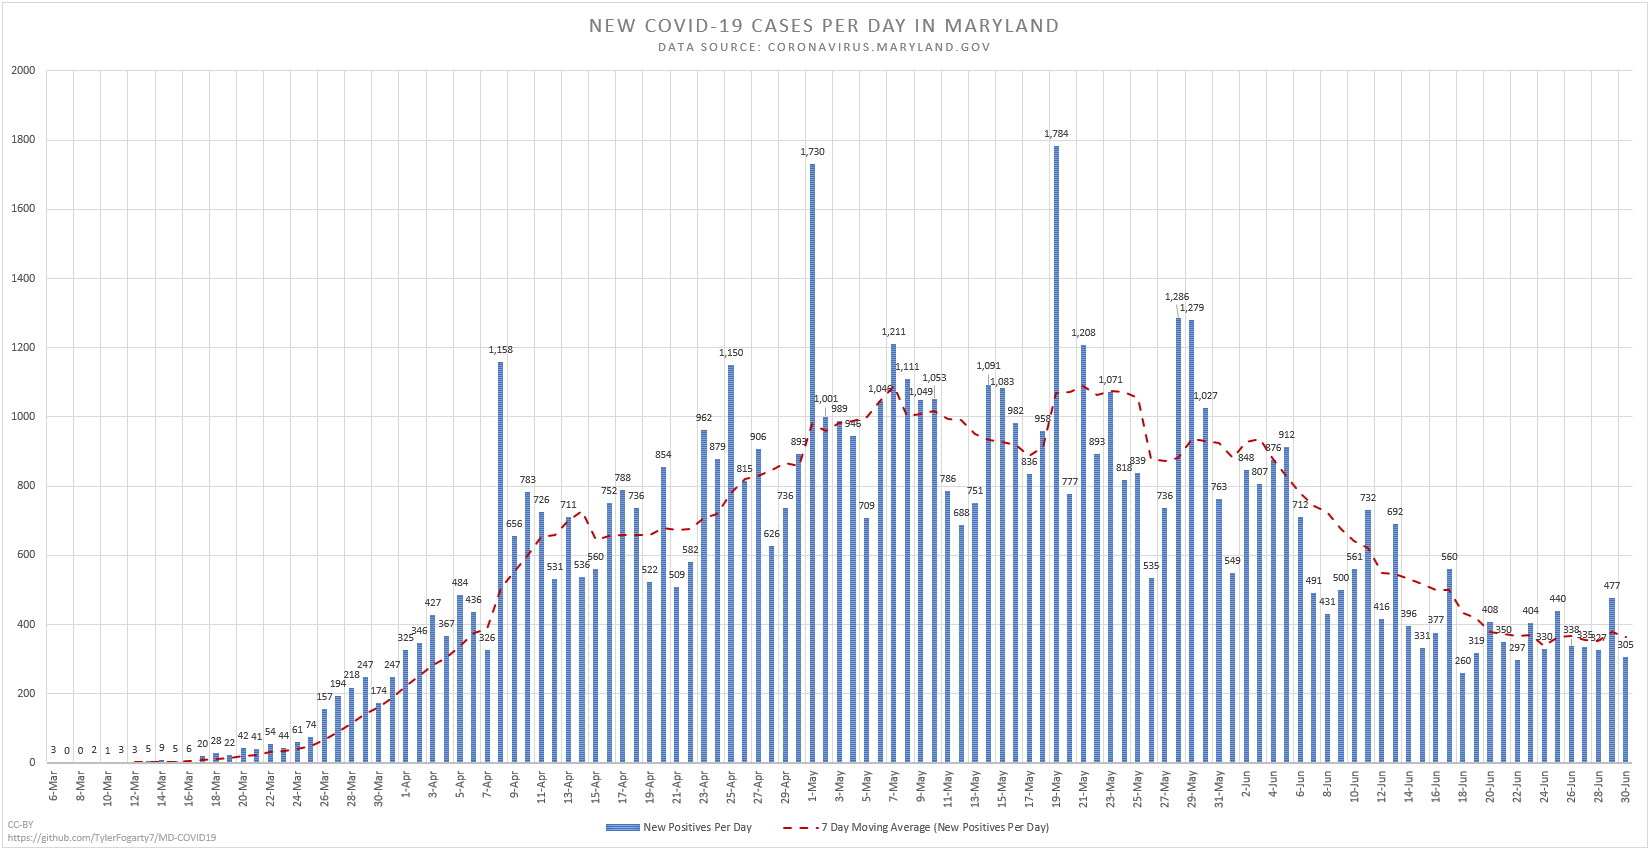 NEW COVID-19 CASES PER DAY IN MARYLAND
DATA SOURCE: CORONAVIRUS.MARYLAND.GOV
2000
1800
1600
1400
1200
1000
800
600
400
200
0
3 0 0 2 1 3 3 5 9 5 6 20 28 22 42 41 54 44 61 74 157 194 218 247 174 247 325 346 427 367 484 436 326 1,158 656 783 726 531 711 536 560 752 788 736 522 854 509 582 962 879 1,150 815 906 626 736 893 1,730 1,001 989 946 709 1,046 1,211 1,111 1,049 1,053 786 688 751 1,091 1,083 982 836 958 1,784 777 1,208 893 1,071 818 839 535 736 1,286 1,279 1,027 763 549 848 807 876 912 712 491 431 500 561 732 416 692 396 331 377 560 260 319 408 350 297 404 330 440 338 335 327 477 305
6-Mar 8-Mar 10-Mar 12-Mar 14-Mar 16-Mar 18-Mar 20-Mar 22-Mar 24-Mar 26-Mar 28-Mar 30-Mar 1-Apr 3-Apr 5-Apr 7-Apr 9-Apr 11-Apr 13-Apr 15-Apr 17-Apr 19-Apr 21-Apr 23-Apr 25-Apr 27-Apr 29-Apr 1-May 3-May 5-May 7-May 9-May 11-May 13-May 15-May 17-May 19-May 21-May 23-May 25-May 27-May 29-May 31-May 2-Jun 4-Jun 6-Jun 8-Jun 10-Jun 12-Jun 14-Jun 16-Jun 18-Jun 20-Jun 22-Jun 24-Jun 26-Jun 28-Jun 30-Jun
New Positives Per Day
7 Day Moving Average (New Positives Per Day)
CC-BY
https://github.com/TylerFogarty7/MD-COVID19